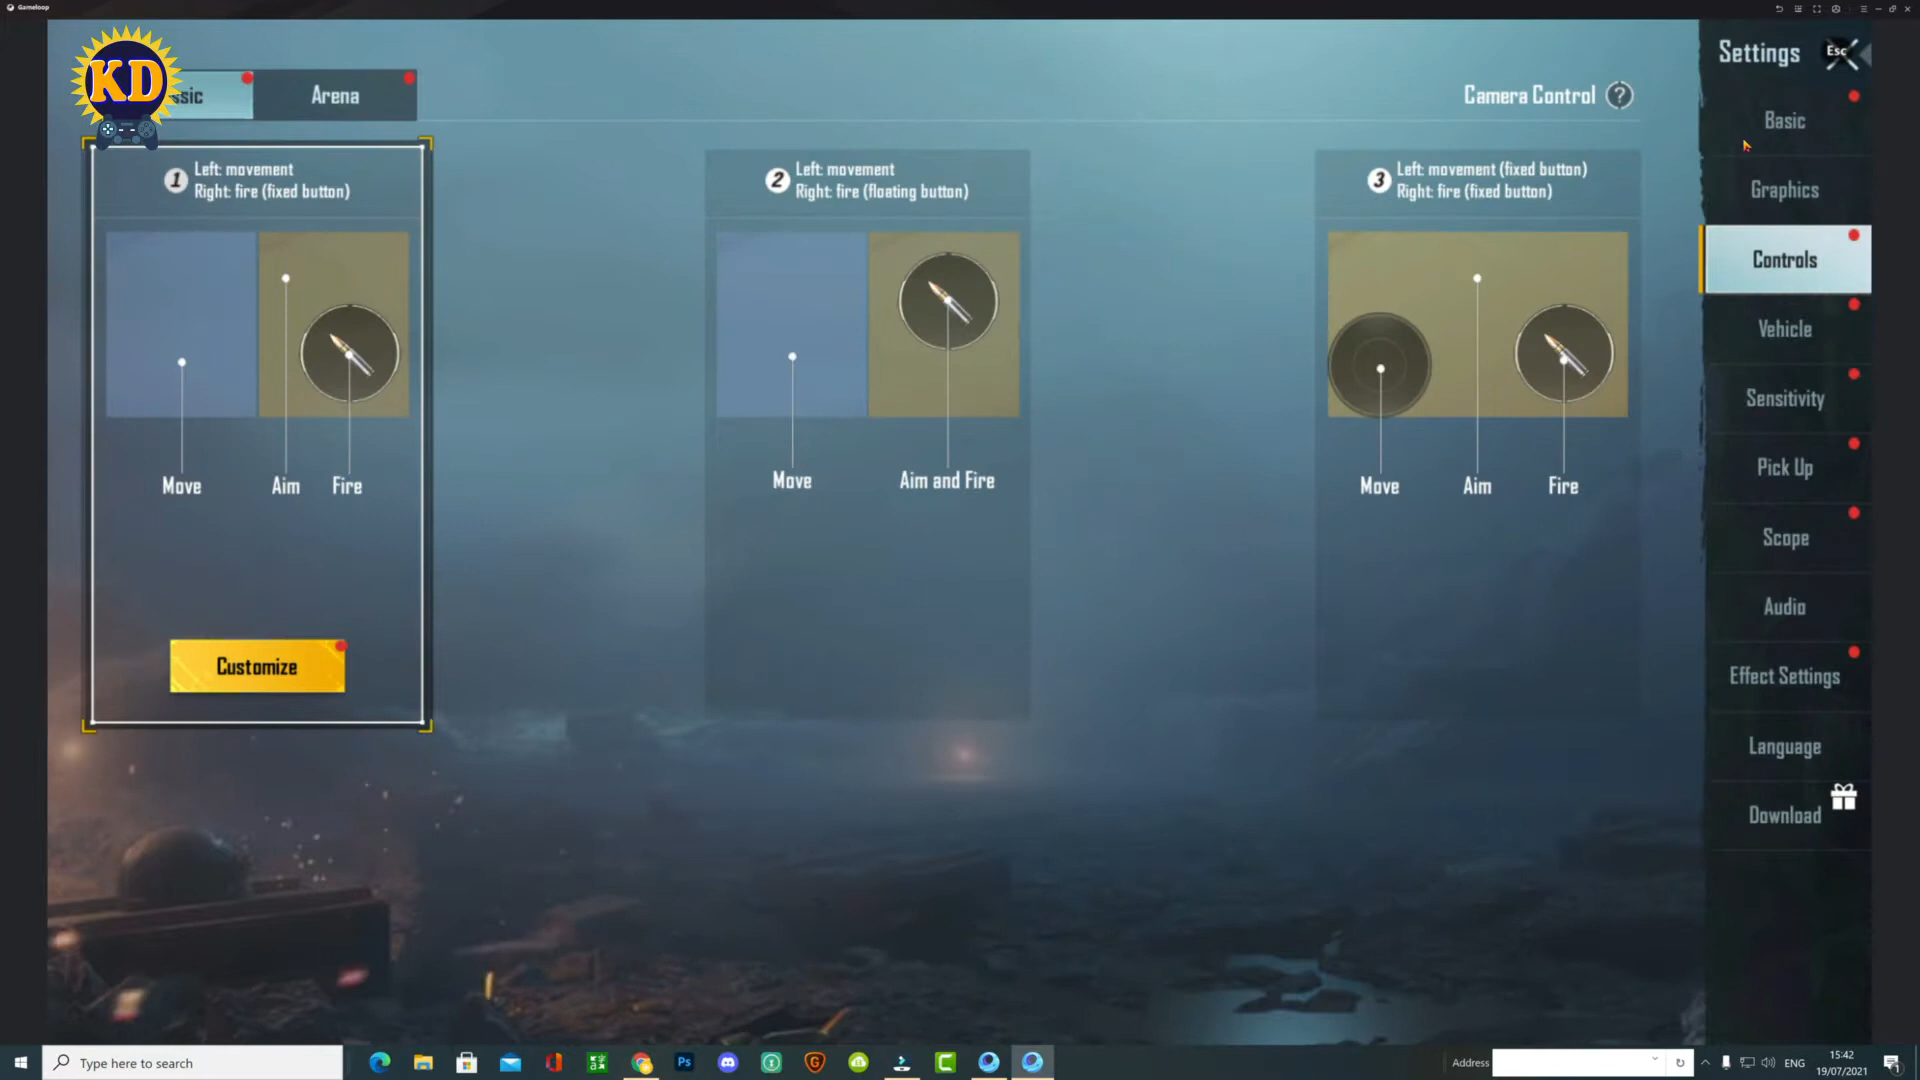 Gameloop
KD
ssic
Arena
Camera Control ?
Settings
Esc
1
Left: movement
Right: fire (fixed button)
Move
Aim
Fire
Customize
2
Left: movement
Right: fire (floating button)
Move
Aim and Fire
3
Left: movement (fixed button)
Right: fire (fixed button)
Move
Aim
Fire
Basic
Graphics
Controls
Vehicle
Sensitivity
Pick Up
Scope
Audio
Effect Settings
Language
Download
Type here to search
Ps
Address
ENG
15:42
19/07/2021
1